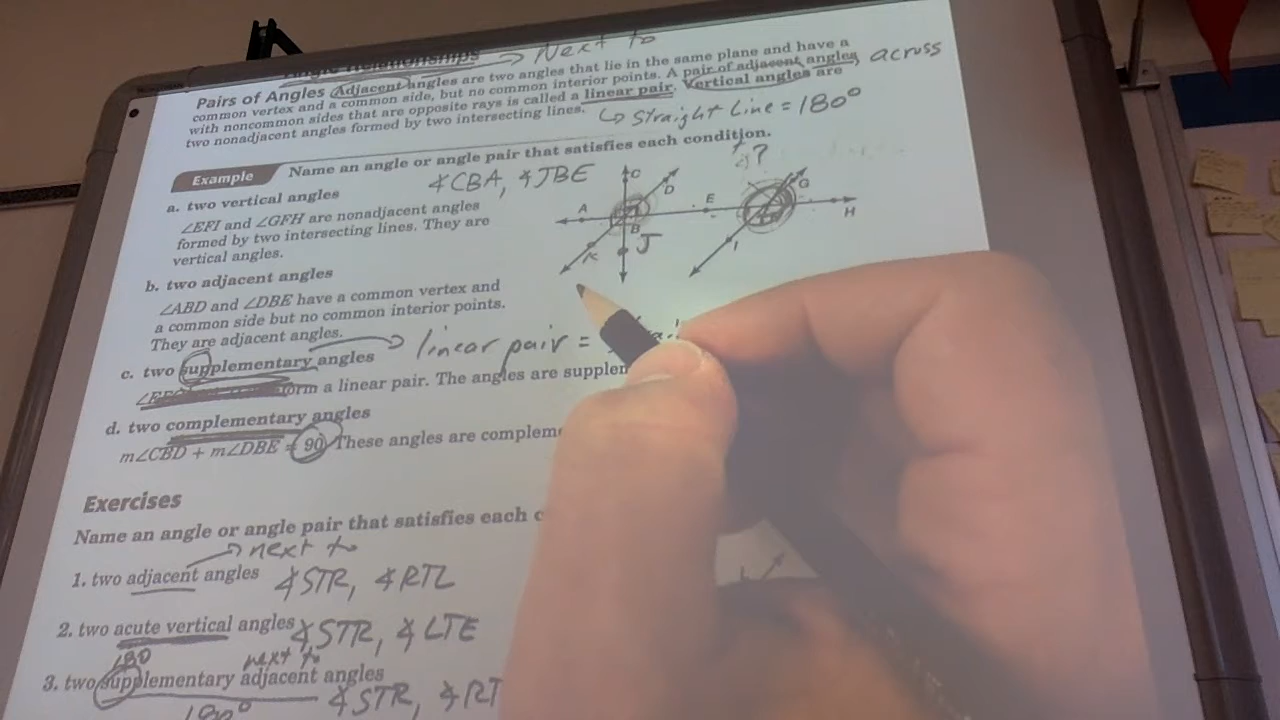 Angle Relationships → Next to
Pairs of Angles Adjacent angles are two angles that lie in the same plane and have a
common vertex and a common side, but no common interior points. A pair of adjacent angles, across
with noncommon sides that are opposite rays is called a linear pair. Vertical angles are
two nonadjacent angles formed by two intersecting lines. ↳ Straight Line = 180°
Example Name an angle or angle pair that satisfies each condition.
a. two vertical angles ∡CBA, ∡JBE
∠EFI and ∠GFH are nonadjacent angles
formed by two intersecting lines. They are
vertical angles.
b. two adjacent angles
∠ABD and ∠DBE have a common vertex and
a common side but no common interior points.
They are adjacent angles.
c. two supplementary angles → linear pair =
form a linear pair. The angles are supplem
d. two complementary angles
m∠CBD + m∠DBE = 90. These angles are compleme
?
C
D
A
B
J
K
E
G
H
I
Exercises
Name an angle or angle pair that satisfies each c
→ next to
1. two adjacent angles ∡STR, ∡RTL
2. two acute vertical angles ∡STR, ∡LTE
180 next to
3. two supplementary adjacent angles ∡STR, ∡RT
180°
L